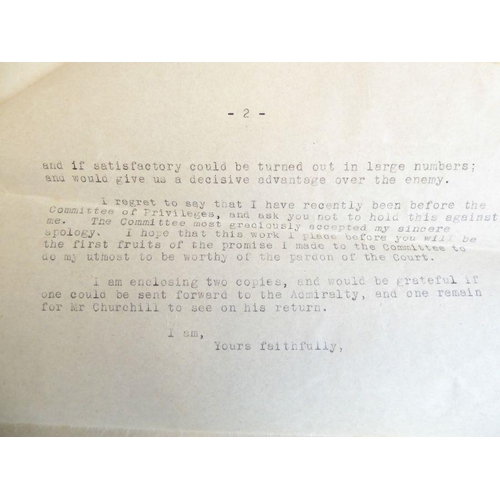 - 2 -
and if satisfactory could be turned out in large numbers;
and would give us a decisive advantage over the enemy.
I regret to say that I have recently been before the
Committee of Privileges, and ask you not to hold this against
me. The Committee most graciously accepted my sincere
apology. I hope that this work I place before you will be
the first fruits of the promise I made to the Committee to
do my utmost to be worthy of the pardon of the Court.
I am enclosing two copies, and would be grateful if
one could be sent forward to the Admiralty, and one remain
for Mr Churchill to see on his return.
I am,
Yours faithfully,